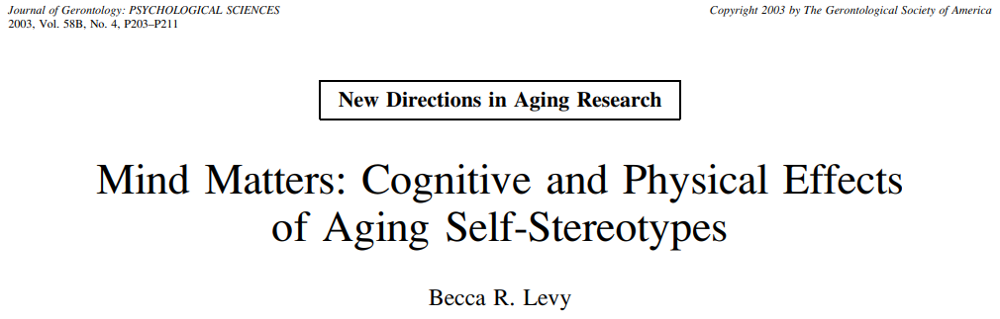 Journal of Gerontology: PSYCHOLOGICAL SCIENCES
2003, Vol. 58B, No. 4, P203–P211
Copyright 2003 by The Gerontological Society of America
New Directions in Aging Research
Mind Matters: Cognitive and Physical Effects
of Aging Self-Stereotypes
Becca R. Levy